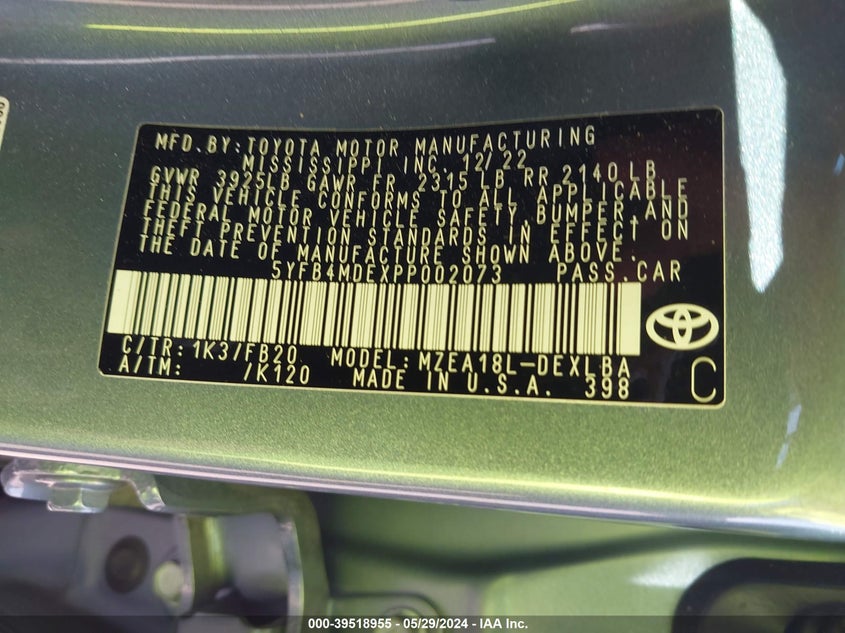 MFD.BY:TOYOTA MOTOR MANUFACTURING
MISSISSIPPI INC. 12/22
GVWR 3925LB GAWR FR 2315 LB RR 2140 LB
THIS VEHICLE CONFORMS TO ALL APPLICABLE
FEDERAL MOTOR VEHICLE SAFETY,BUMPER,AND
THEFT PREVENTION STANDARDS IN EFFECT ON
THE DATE OF MANUFACTURE SHOWN ABOVE.
5YFB4MDEXPP002073 PASS.CAR
C/TR: 1K3/FB20 MODEL: MZEA18L-DEXLBA
A/TM: /K120 MADE IN U.S.A. 398
C
000-39518955 / 05/29/2024 - IAA Inc.